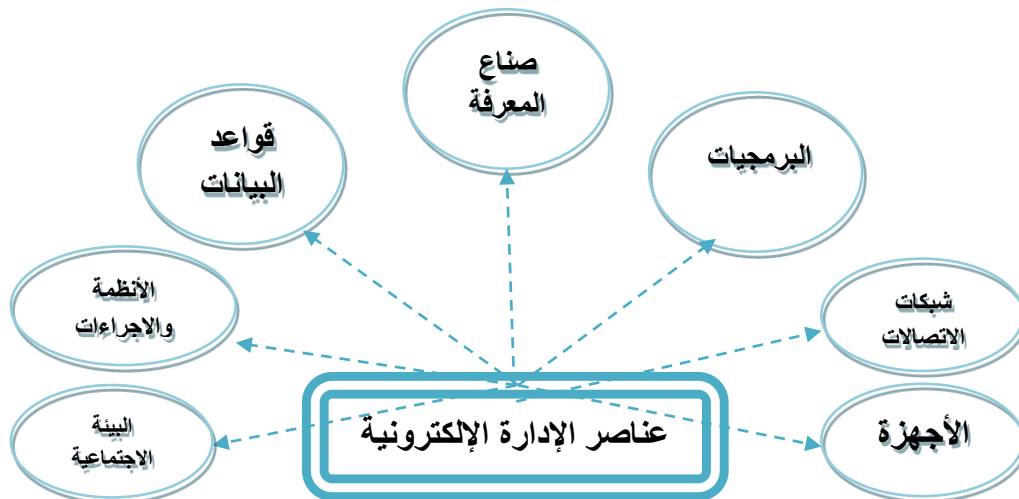 صناع
المعرفة
البرمجيات
قواعد
البيانات
شبكات
الاتصالات
الأنظمة
والاجراءات
الأجهزة
البيئة
الاجتماعية
عناصر الإدارة الإلكترونية